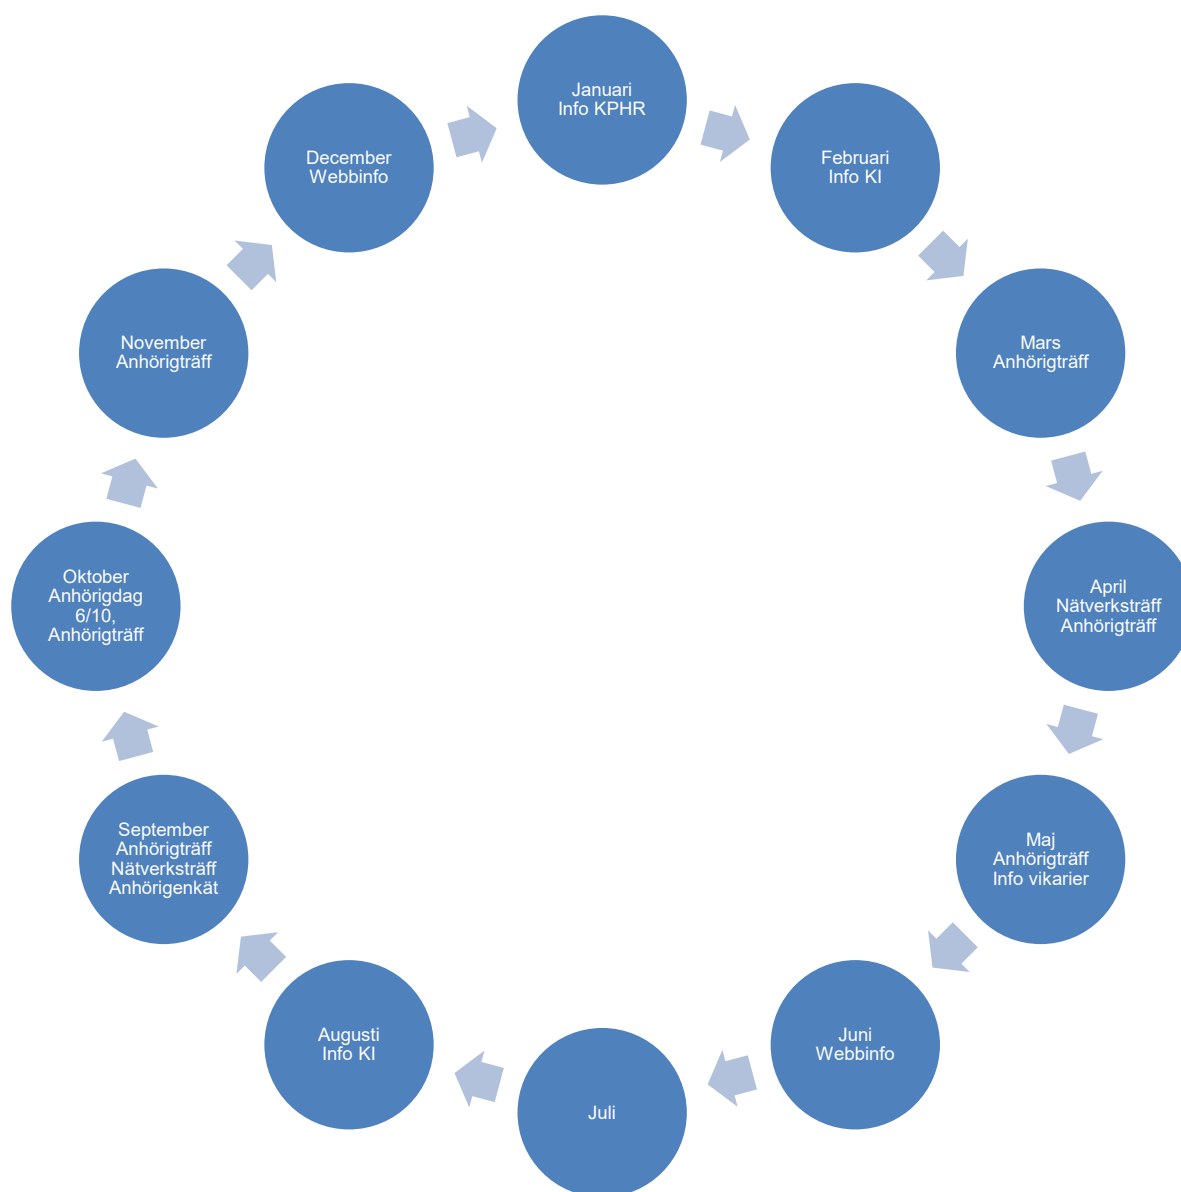 Januari
Info KPHR
Februari
Info KI
Mars
Anhörigträff
April
Nätverksträff
Anhörigträff
Maj
Anhörigträff
Info vikarier
Juni
Webbinfo
Juli
Augusti
Info KI
September
Anhörigträff
Nätverksträff
Anhörigenkät
Oktober
Anhörigdag
6/10,
Anhörigträff
November
Anhörigträff
December
Webbinfo